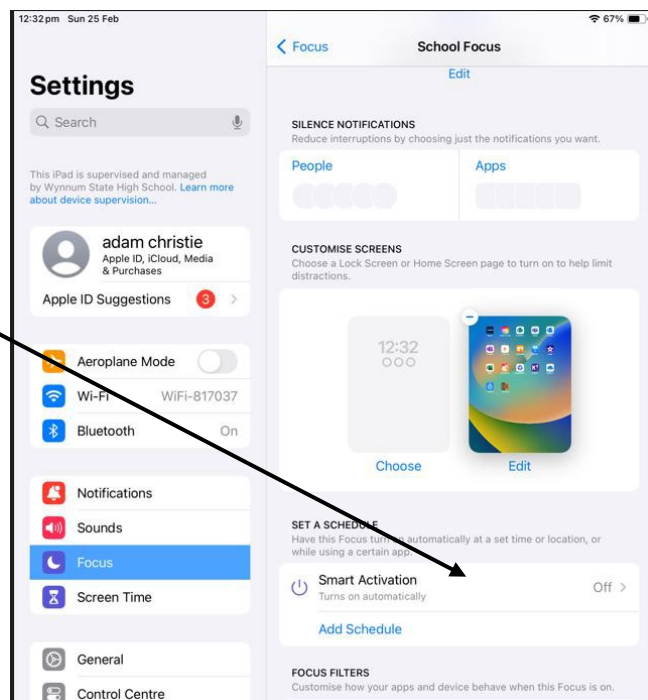 12:32 pm Sun 25 Feb
67%
Settings
Search
This iPad is supervised and managed
by Wynnum State High School. Learn more
about device supervision...
adam christie
Apple ID, iCloud, Media
& Purchases
Apple ID Suggestions 3
Aeroplane Mode
Wi-Fi WiFi-817037
Bluetooth On
Notifications
Sounds
Focus
Screen Time
General
Control Centre
Focus
School Focus
Edit
SILENCE NOTIFICATIONS
Reduce interruptions by choosing just the notifications you want.
People
Apps
CUSTOMISE SCREENS
Choose a Lock Screen or Home Screen page to turn on to help limit
distractions.
12:32
Choose
Edit
SET A SCHEDULE
Have this Focus turn on automatically at a set time or location, or
while using a certain app.
Smart Activation Off
Turns on automatically
Add Schedule
FOCUS FILTERS
Customise how your apps and device behave when this Focus is on.